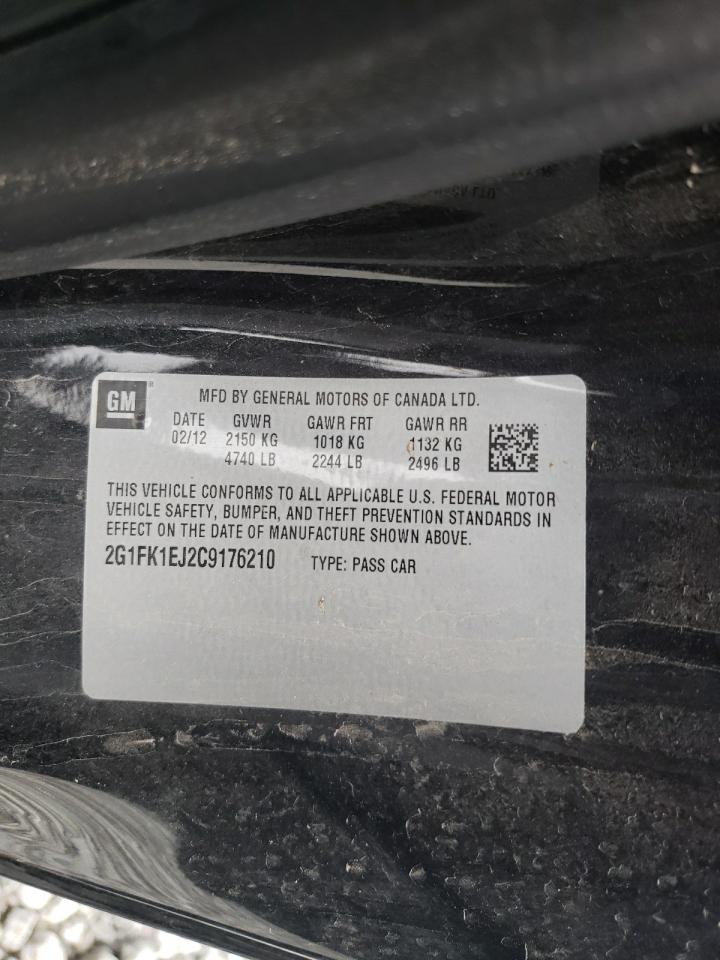 GM
MFD BY GENERAL MOTORS OF CANADA LTD.
DATE GVWR GAWR FRT GAWR RR
02/12 2150 KG 1018 KG 1132 KG
4740 LB 2244 LB 2496 LB
THIS VEHICLE CONFORMS TO ALL APPLICABLE U.S. FEDERAL MOTOR
VEHICLE SAFETY, BUMPER, AND THEFT PREVENTION STANDARDS IN
EFFECT ON THE DATE OF MANUFACTURE SHOWN ABOVE.
2G1FK1EJ2C9176210 TYPE: PASS CAR